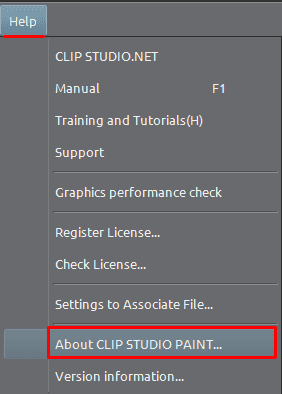 Help
CLIP STUDIO.NET
Manual F1
Training and Tutorials(H)
Support
Graphics performance check
Register License...
Check License...
Settings to Associate File...
About CLIP STUDIO PAINT...
Version information...